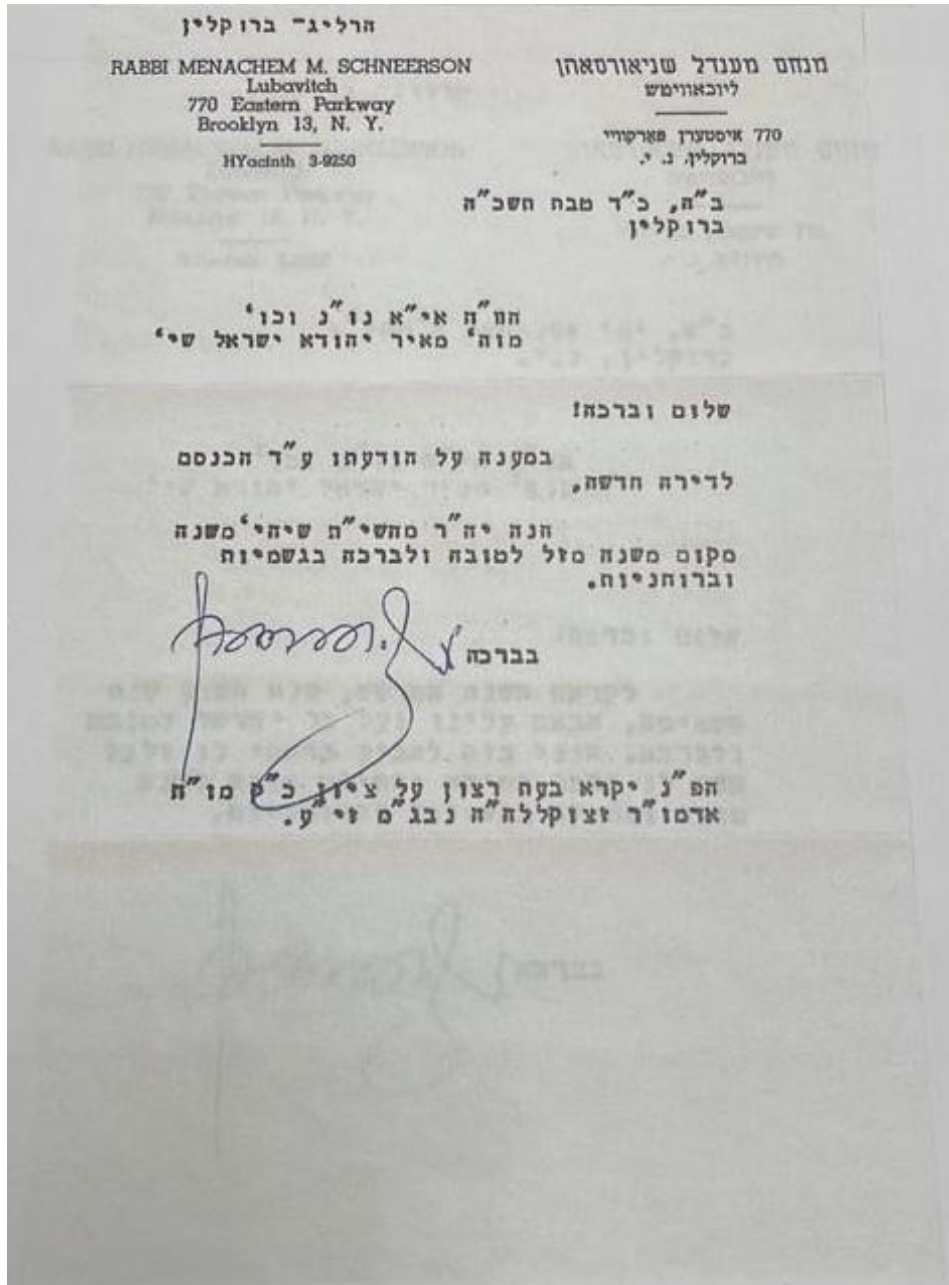 הרליג- ברוקלין
RABBI MENACHEM M. SCHNEERSON
Lubavitch
770 Eastern Parkway
Brooklyn 13, N. Y.
HYacinth 3-9250
מנחם מענדל שניאורסאהן
ליובאוויטש
770 איסטערן פארקוויי
ברוקלין, נ. י.
ב"ה, כ"ד טבת תשכ"ה
ברוקלין
הוו"ח אי"א נו"נ וכו'
מוה' מאיר יהודא ישראל שי'
שלום וברכה!
במענה על הודעתו ע"ד הכנסם
לדירה חדשה,
הנה יה"ר מהשי"ת שיהי' משנה
מקום משנה מזל לטובה ולברכה בגשמיות
וברוחניות.
בברכה
הפ"נ יקרא בעת רצון על ציון כ"ק מו"ח
אדמו"ר זצוקללה"ה נבג"מ זי"ע.